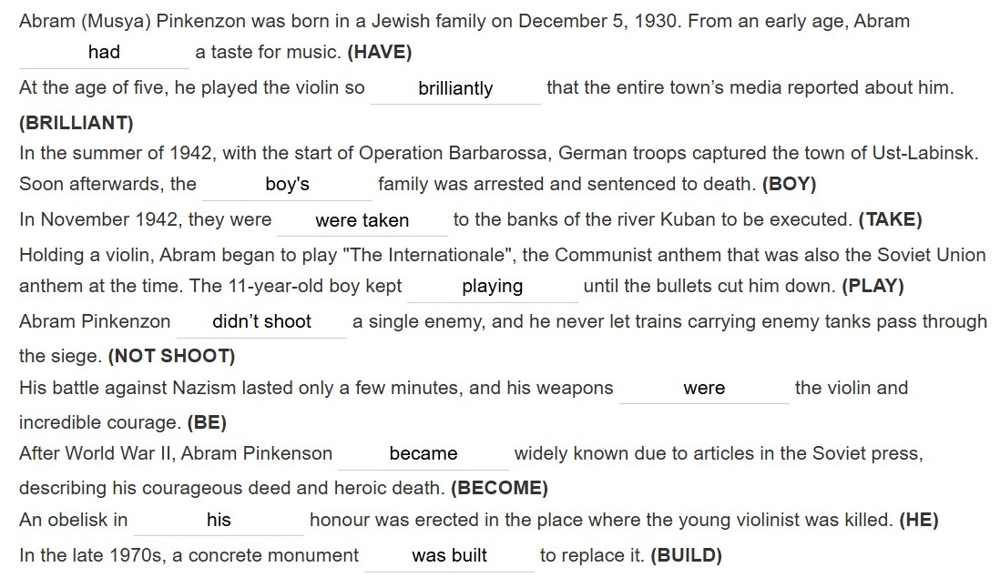 Abram (Musya) Pinkenzon was born in a Jewish family on December 5, 1930. From an early age, Abram
had a taste for music. (HAVE)
At the age of five, he played the violin so brilliantly that the entire town’s media reported about him.
(BRILLIANT)
In the summer of 1942, with the start of Operation Barbarossa, German troops captured the town of Ust-Labinsk.
Soon afterwards, the boy's family was arrested and sentenced to death. (BOY)
In November 1942, they were were taken to the banks of the river Kuban to be executed. (TAKE)
Holding a violin, Abram began to play "The Internationale", the Communist anthem that was also the Soviet Union
anthem at the time. The 11-year-old boy kept playing until the bullets cut him down. (PLAY)
Abram Pinkenzon didn’t shoot a single enemy, and he never let trains carrying enemy tanks pass through
the siege. (NOT SHOOT)
His battle against Nazism lasted only a few minutes, and his weapons were the violin and
incredible courage. (BE)
After World War II, Abram Pinkenson became widely known due to articles in the Soviet press,
describing his courageous deed and heroic death. (BECOME)
An obelisk in his honour was erected in the place where the young violinist was killed. (HE)
In the late 1970s, a concrete monument was built to replace it. (BUILD)